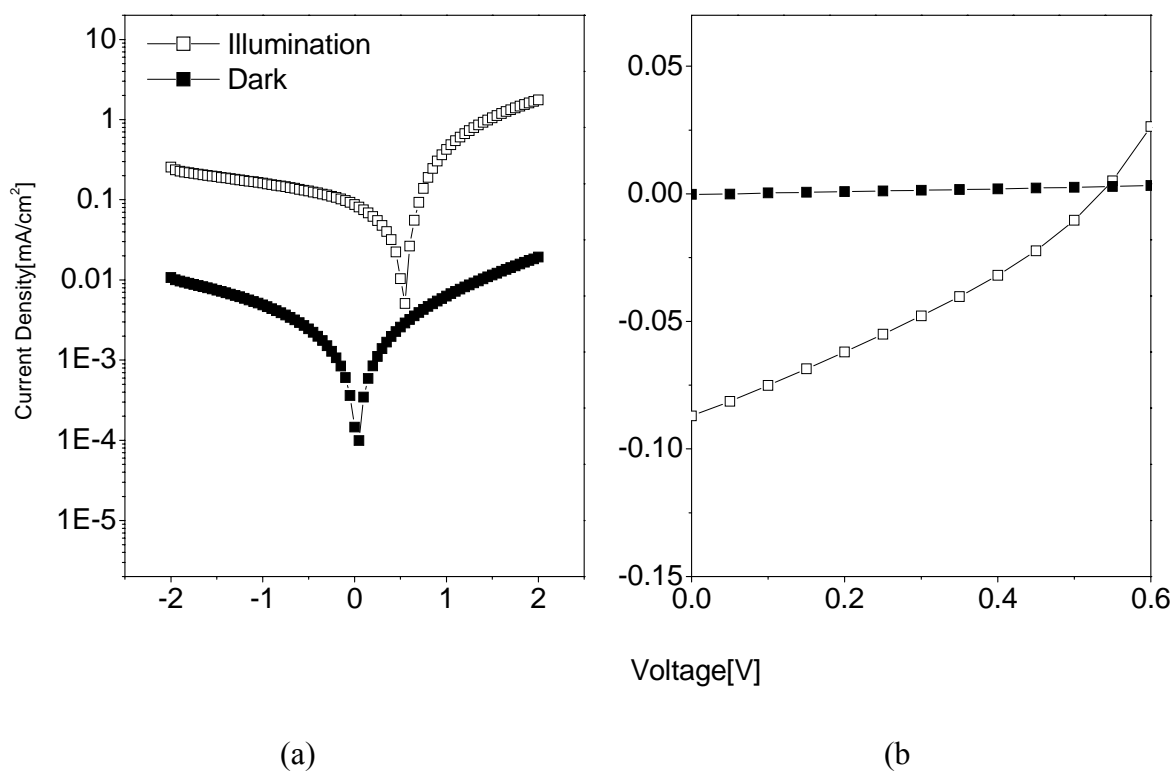 10
1
0.1
0.01
1E-3
1E-4
1E-5
Current Density[mA/cm²]
Illumination
Dark
-2 -1 0 1 2
0.05
0.00
-0.05
-0.10
-0.15
0.0 0.2 0.4 0.6
Voltage[V]
(a) (b